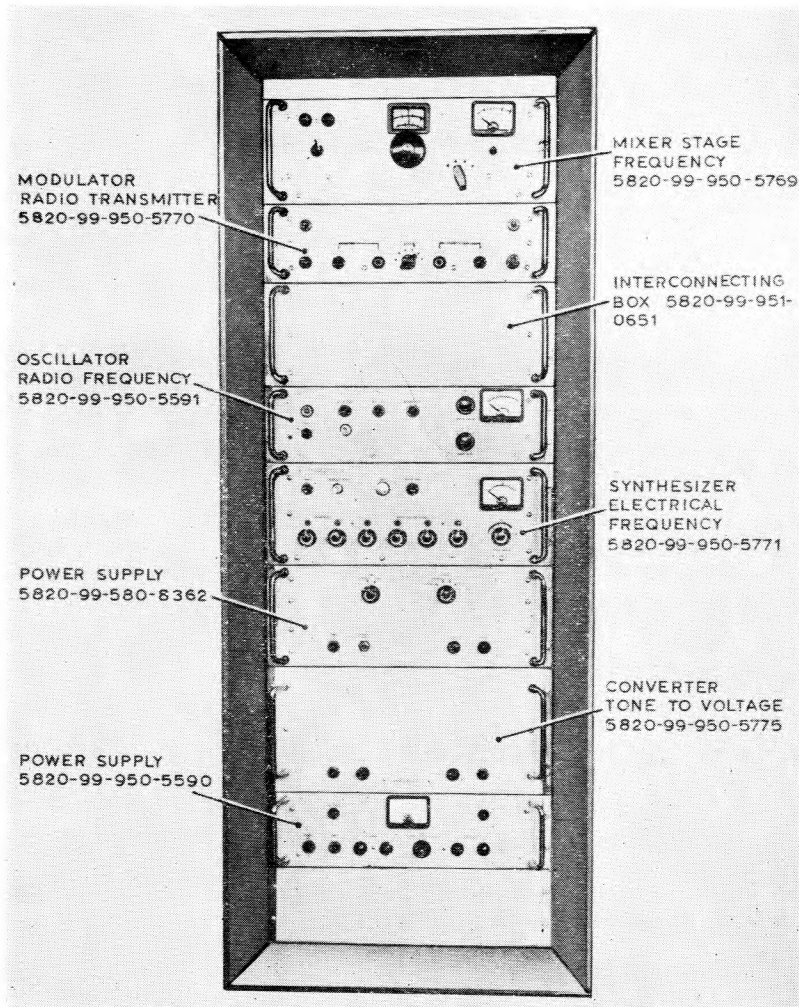 MIXER STAGE
FREQUENCY
5820-99-950-5769
MODULATOR
RADIO TRANSMITTER
5820-99-950-5770
INTERCONNECTING
BOX 5820-99-951-
0651
OSCILLATOR
RADIO FREQUENCY
5820-99-950-5591
SYNTHESIZER
ELECTRICAL
FREQUENCY
5820-99-950-5771
POWER SUPPLY
5820-99-580-8362
CONVERTER
TONE TO VOLTAGE
5820-99-950-5775
POWER SUPPLY
5820-99-950-5590